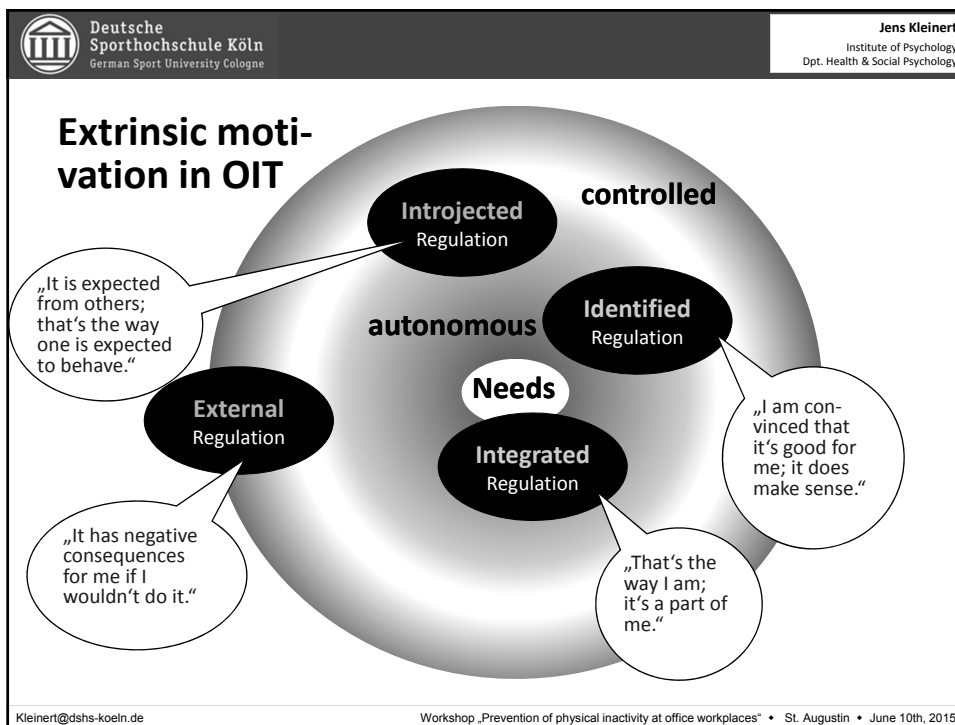 Deutsche
Sporthochschule Köln
German Sport University Cologne
Jens Kleinert
Institute of Psychology
Dpt. Health & Social Psychology
Extrinsic moti-
vation in OIT
controlled
Introjected
Regulation
„It is expected
from others;
that's the way
one is expected
to behave.“
autonomous
Identified
Regulation
Needs
External
Regulation
„I am con-
vinced that
it's good for
me; it does
make sense.“
Integrated
Regulation
„It has negative
consequences
for me if I
wouldn't do it.“
„That's the
way I am;
it's a part of
me.“
Kleinert@dshs-koeln.de
Workshop „Prevention of physical inactivity at office workplaces“ • St. Augustin • June 10th, 2015